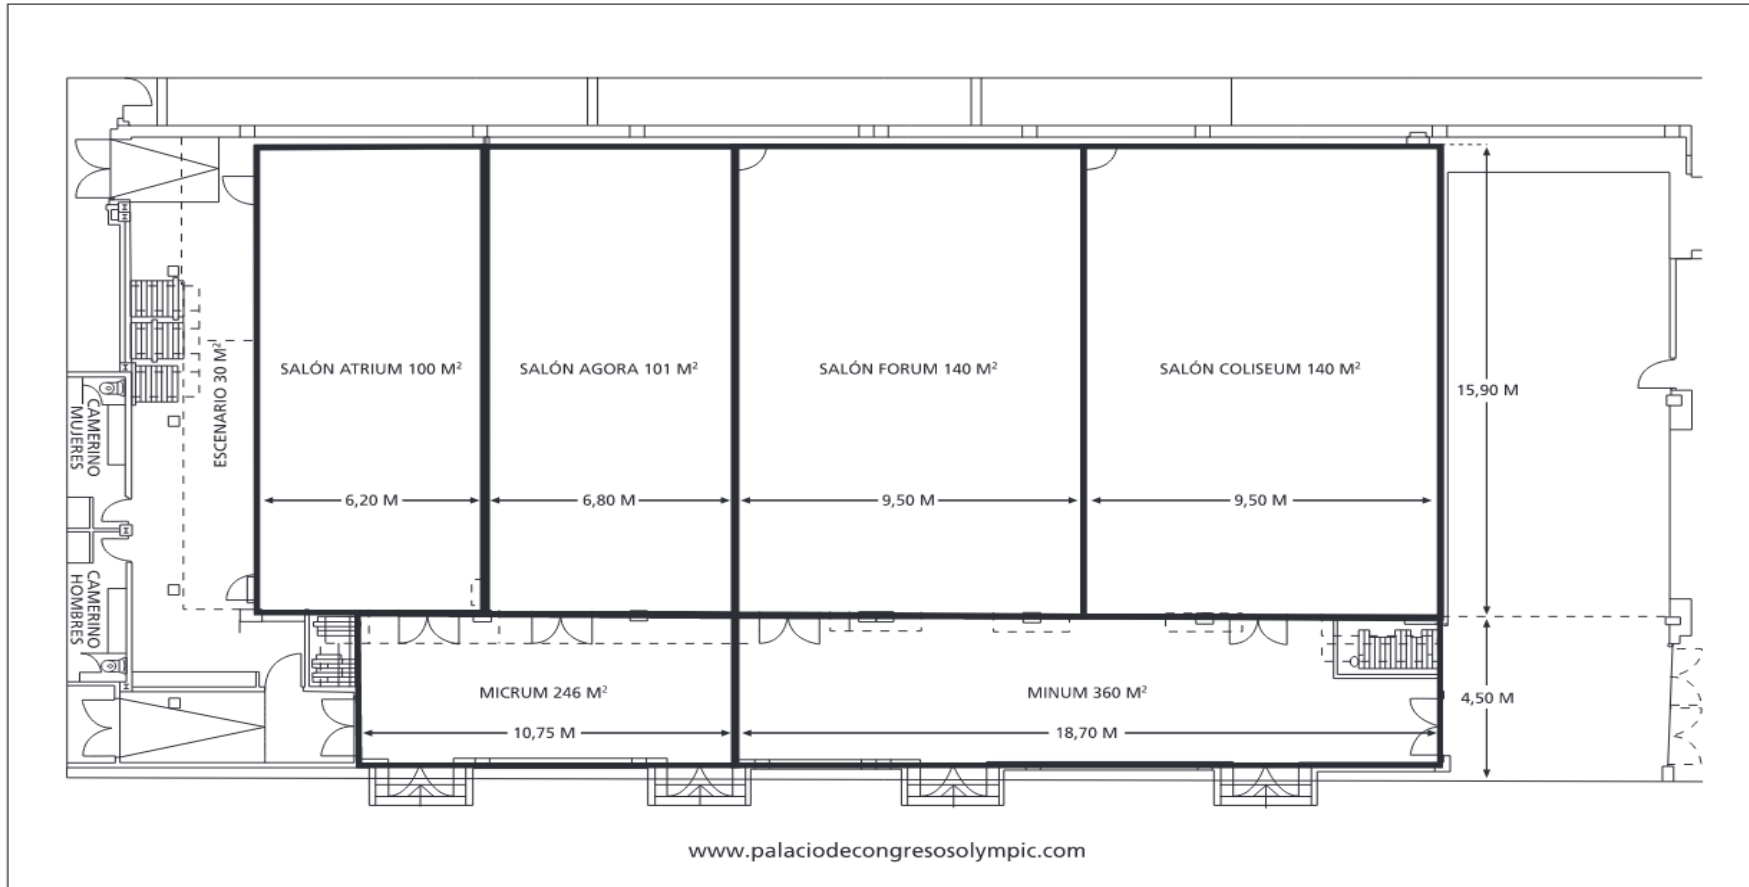 SALÓN ATRIUM 100 M²
SALÓN AGORA 101 M²
SALÓN FORUM 140 M²
SALÓN COLISEUM 140 M²
15,90 M
ESCENARIO 30 M²
CAMERINO
MUJERES
6,20 M
6,80 M
9,50 M
9,50 M
CAMERINO
HOMBRES
MICRUM 246 M²
MINUM 360 M²
4,50 M
10,75 M
18,70 M
www.palaciodecongresosolympic.com